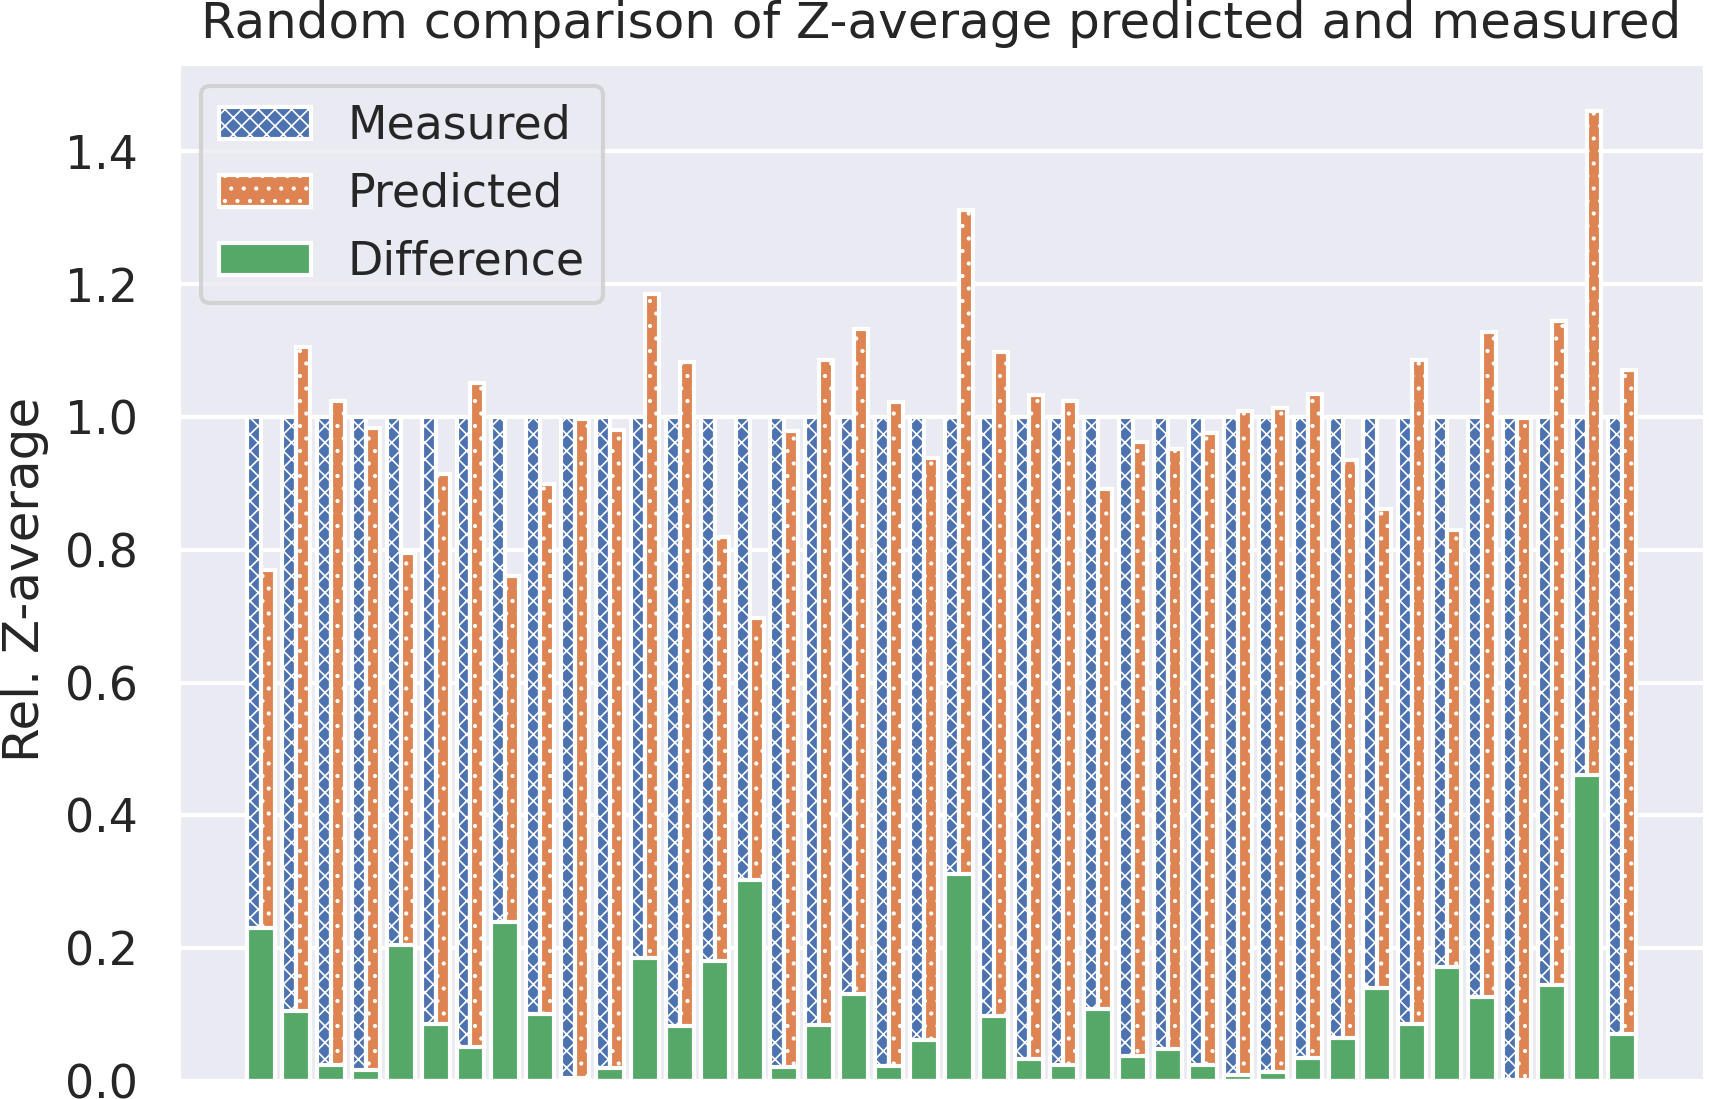 Random comparison of Z-average predicted and measured
Measured
Predicted
Difference
Rel. Z-average
1.4
1.2
1.0
0.8
0.6
0.4
0.2
0.0